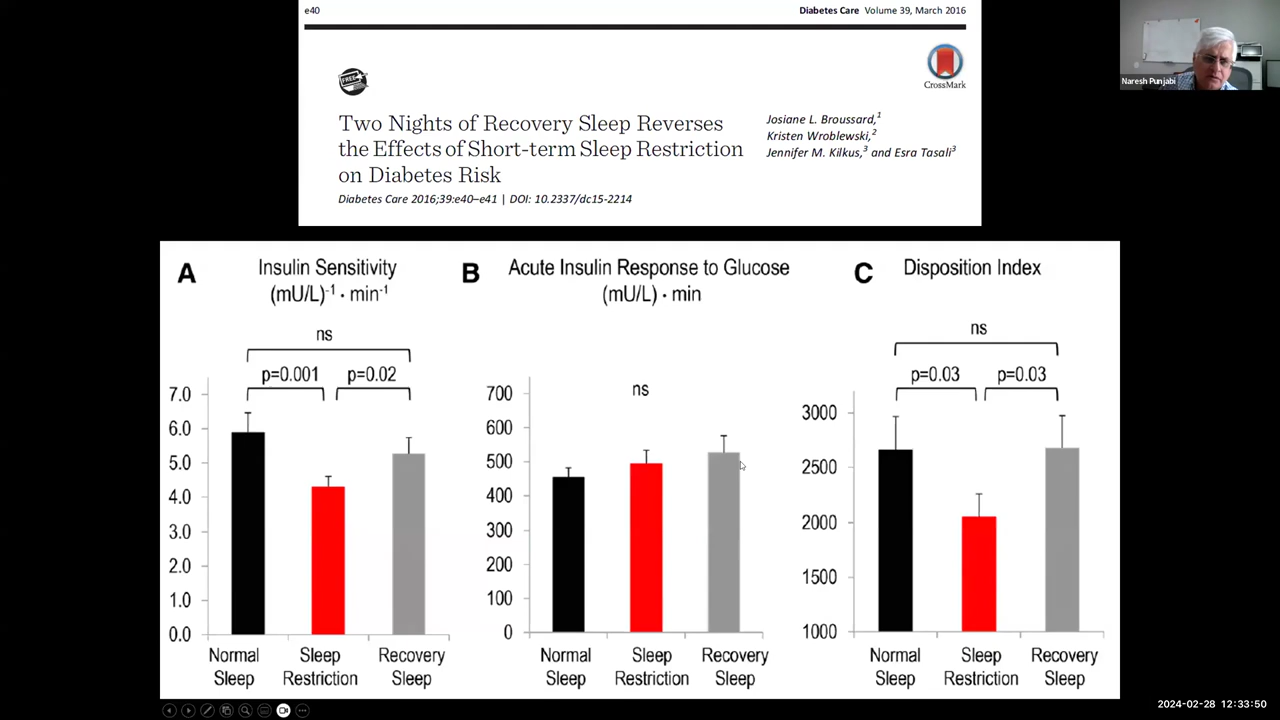 e40
Diabetes Care Volume 39, March 2016
FREE
CrossMark
Two Nights of Recovery Sleep Reverses
the Effects of Short-term Sleep Restriction
on Diabetes Risk
Diabetes Care 2016;39:e40–e41 | DOI: 10.2337/dc15-2214
Josiane L. Broussard,1
Kristen Wroblewski,2
Jennifer M. Kilkus,3 and Esra Tasali3
Naresh Punjabi
A
Insulin Sensitivity
(mU/L)-1 · min-1
ns
p=0.001
p=0.02
7.0
6.0
5.0
4.0
3.0
2.0
1.0
0.0
Normal Sleep
Sleep Restriction
Recovery Sleep
B
Acute Insulin Response to Glucose
(mU/L) · min
ns
700
600
500
400
300
200
100
0
Normal Sleep
Sleep Restriction
Recovery Sleep
C
Disposition Index
ns
p=0.03
p=0.03
3000
2500
2000
1500
1000
Normal Sleep
Sleep Restriction
Recovery Sleep
2024-02-28 12:33:50